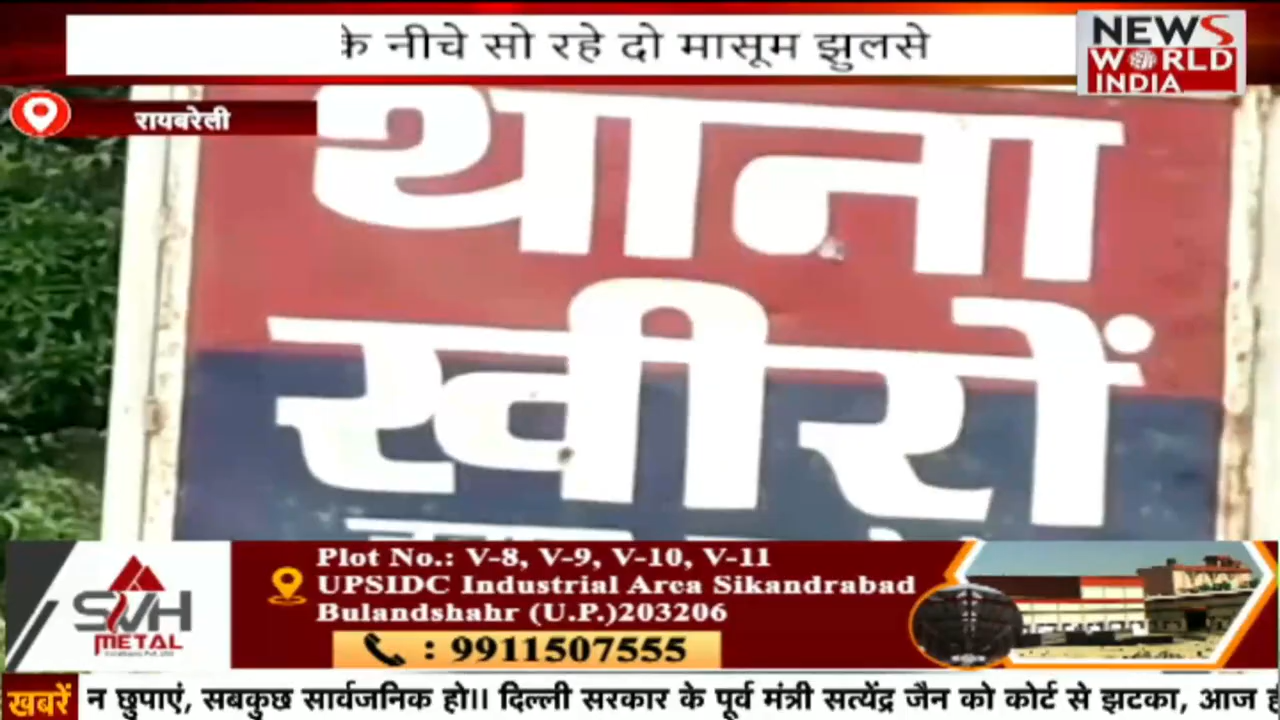 के नीचे सो रहे दो मासूम झुलसे
NEWS
WORLD
INDIA
रायबरेली
थाना
खीरों
Plot No.: V-8, V-9, V-10, V-11
UPSIDC Industrial Area Sikandrabad
Bulandshahr (U.P.)203206
: 9911507555
SVH
METAL
खबरें न छुपाएं, सबकुछ सार्वजनिक हो।। दिल्ली सरकार के पूर्व मंत्री सत्येंद्र जैन को कोर्ट से झटका, आज